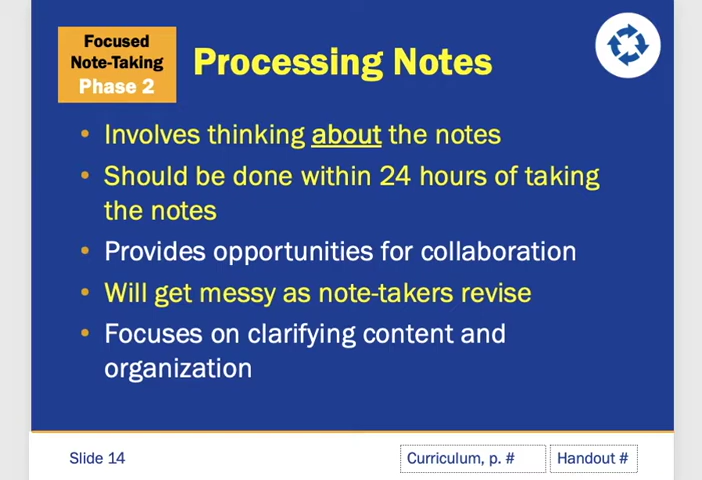 Focused
Note-Taking
Phase 2
Processing Notes
• Involves thinking about the notes
• Should be done within 24 hours of taking
the notes
• Provides opportunities for collaboration
• Will get messy as note-takers revise
• Focuses on clarifying content and
organization
Slide 14
Curriculum, p. #
Handout #